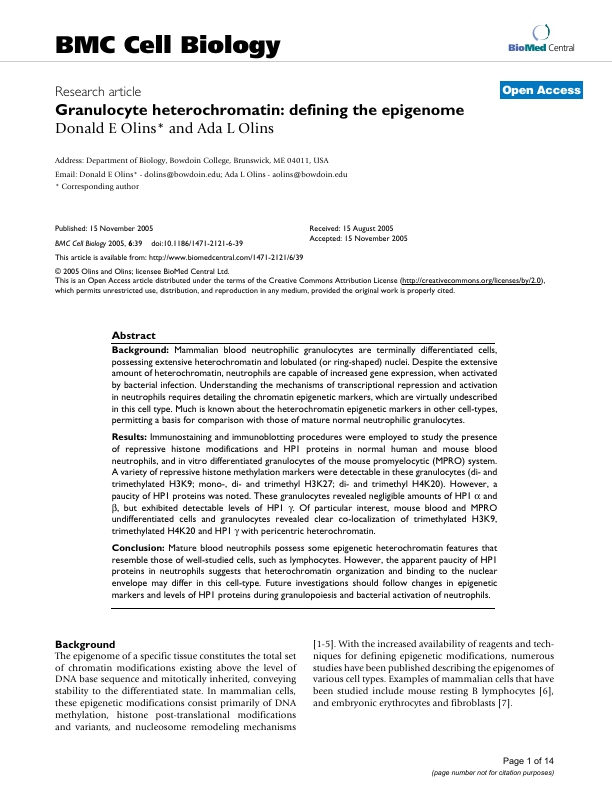 BMC Cell Biology
BioMed Central
Open Access
Research article
Granulocyte heterochromatin: defining the epigenome
Donald E Olins* and Ada L Olins
Address: Department of Biology, Bowdoin College, Brunswick, ME 04011, USA
Email: Donald E Olins* - dolins@bowdoin.edu; Ada L Olins - aolins@bowdoin.edu
* Corresponding author
Published: 15 November 2005
BMC Cell Biology 2005, 6:39 doi:10.1186/1471-2121-6-39
Received: 15 August 2005
Accepted: 15 November 2005
This article is available from: http://www.biomedcentral.com/1471-2121/6/39
© 2005 Olins and Olins; licensee BioMed Central Ltd.
This is an Open Access article distributed under the terms of the Creative Commons Attribution License (http://creativecommons.org/licenses/by/2.0),
which permits unrestricted use, distribution, and reproduction in any medium, provided the original work is properly cited.
Abstract
Background: Mammalian blood neutrophilic granulocytes are terminally differentiated cells,
possessing extensive heterochromatin and lobulated (or ring-shaped) nuclei. Despite the extensive
amount of heterochromatin, neutrophils are capable of increased gene expression, when activated
by bacterial infection. Understanding the mechanisms of transcriptional repression and activation
in neutrophils requires detailing the chromatin epigenetic markers, which are virtually undescribed
in this cell type. Much is known about the heterochromatin epigenetic markers in other cell-types,
permitting a basis for comparison with those of mature normal neutrophilic granulocytes.
Results: Immunostaining and immunoblotting procedures were employed to study the presence
of repressive histone modifications and HP1 proteins in normal human and mouse blood
neutrophils, and in vitro differentiated granulocytes of the mouse promyelocytic (MPRO) system.
A variety of repressive histone methylation markers were detectable in these granulocytes (di- and
trimethylated H3K9; mono-, di- and trimethyl H3K27; di- and trimethyl H4K20). However, a
paucity of HP1 proteins was noted. These granulocytes revealed negligible amounts of HP1 α and
β, but exhibited detectable levels of HP1 γ. Of particular interest, mouse blood and MPRO
undifferentiated cells and granulocytes revealed clear co-localization of trimethylated H3K9,
trimethylated H4K20 and HP1 γ with pericentric heterochromatin.
Conclusion: Mature blood neutrophils possess some epigenetic heterochromatin features that
resemble those of well-studied cells, such as lymphocytes. However, the apparent paucity of HP1
proteins in neutrophils suggests that heterochromatin organization and binding to the nuclear
envelope may differ in this cell-type. Future investigations should follow changes in epigenetic
markers and levels of HP1 proteins during granulopoiesis and bacterial activation of neutrophils.
Background
The epigenome of a specific tissue constitutes the total set
of chromatin modifications existing above the level of
DNA base sequence and mitotically inherited, conveying
stability to the differentiated state. In mammalian cells,
these epigenetic modifications consist primarily of DNA
methylation, histone post-translational modifications
and variants, and nucleosome remodeling mechanisms
[1-5]. With the increased availability of reagents and tech-
niques for defining epigenetic modifications, numerous
studies have been published describing the epigenomes of
various cell types. Examples of mammalian cells that have
been studied include mouse resting B lymphocytes [6],
and embryonic erythrocytes and fibroblasts [7].
Page 1 of 14
(page number not for citation purposes)